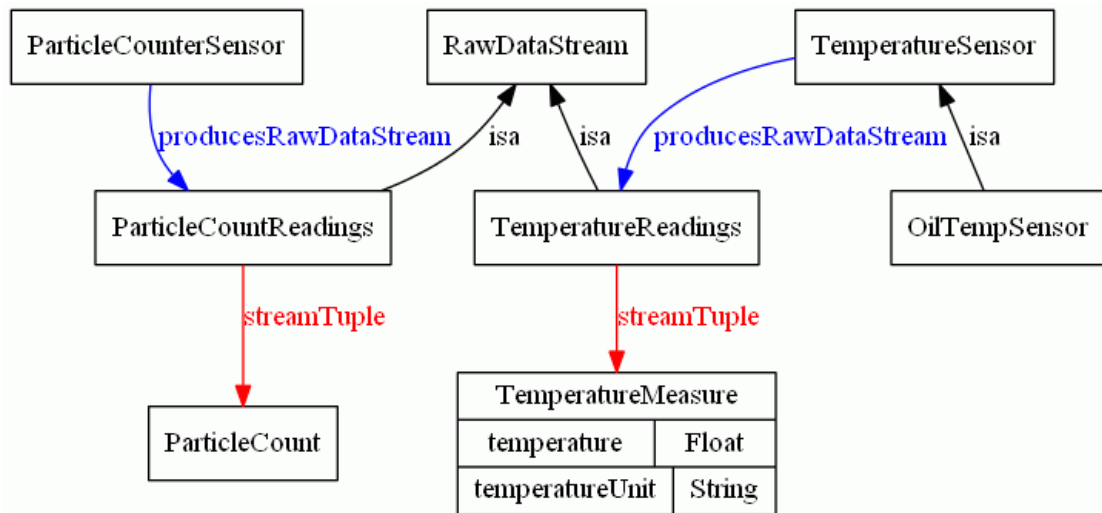 ParticleCounterSensor
RawDataStream
TemperatureSensor
producesRawDataStream
isa
isa
producesRawDataStream
isa
ParticleCountReadings
TemperatureReadings
OilTempSensor
streamTuple
streamTuple
ParticleCount
TemperatureMeasure
temperature Float
temperatureUnit String